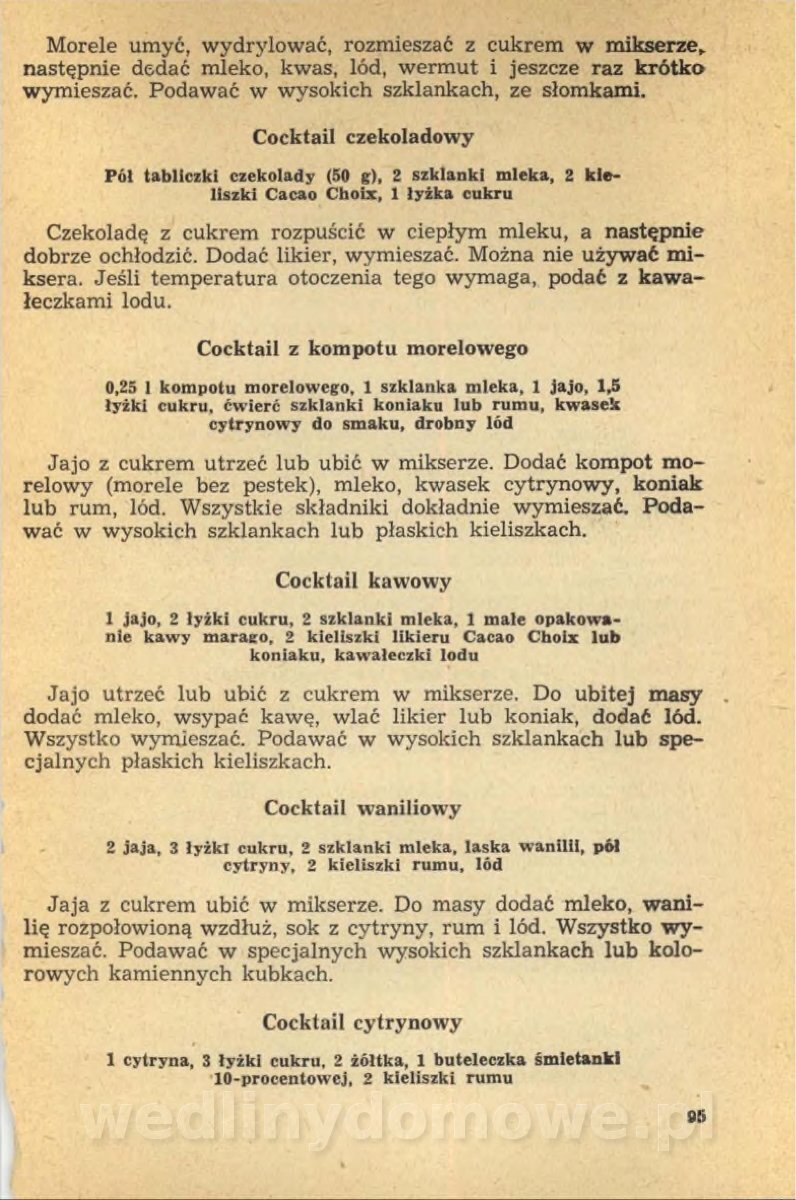 Morele umyć, wydrylować, rozmieszać z cukrem w mikserze,
następnie dodać mleko, kwas, lód, wermut i jeszcze raz krótko
wymieszać. Podawać w wysokich szklankach, ze słomkami.
Cocktail czekoladowy
Pół tabliczki czekolady (50 g), 2 szklanki mleka, 2 kie-
liszki Cacao Choix, 1 łyżka cukru
Czekoladę z cukrem rozpuścić w ciepłym mleku, a następnie
dobrze ochłodzić. Dodać likier, wymieszać. Można nie używać mi-
ksera. Jeśli temperatura otoczenia tego wymaga, podać z kawa-
łeczkami lodu.
Cocktail z kompotu morelowego
0,25 l kompotu morelowego, 1 szklanka mleka, 1 jajo, 1,5
łyżki cukru, ćwierć szklanki koniaku lub rumu, kwasek
cytrynowy do smaku, drobny lód
Jajo z cukrem utrzeć lub ubić w mikserze. Dodać kompot mo-
relowy (morele bez pestek), mleko, kwasek cytrynowy, koniak
lub rum, lód. Wszystkie składniki dokładnie wymieszać. Poda-
wać w wysokich szklankach lub płaskich kieliszkach.
Cocktail kawowy
1 jajo, 2 łyżki cukru, 2 szklanki mleka, 1 małe opakowa-
nie kawy marago, 2 kieliszki likieru Cacao Choix lub
koniaku, kawałeczki lodu
Jajo utrzeć lub ubić z cukrem w mikserze. Do ubitej masy
dodać mleko, wsypać kawę, wlać likier lub koniak, dodać lód.
Wszystko wymieszać. Podawać w wysokich szklankach lub spe-
cjalnych płaskich kieliszkach.
Cocktail waniliowy
2 jaja, 3 łyżki cukru, 2 szklanki mleka, laska wanilii, pół
cytryny, 2 kieliszki rumu, lód
Jaja z cukrem ubić w mikserze. Do masy dodać mleko, wani-
lię rozpołowioną wzdłuż, sok z cytryny, rum i lód. Wszystko wy-
mieszać. Podawać w specjalnych wysokich szklankach lub kolo-
rowych kamiennych kubkach.
Cocktail cytrynowy
1 cytryna, 3 łyżki cukru, 2 żółtka, 1 buteleczka śmietanki
10-procentowej, 2 kieliszki rumu
wedlinydomowe.pl
95